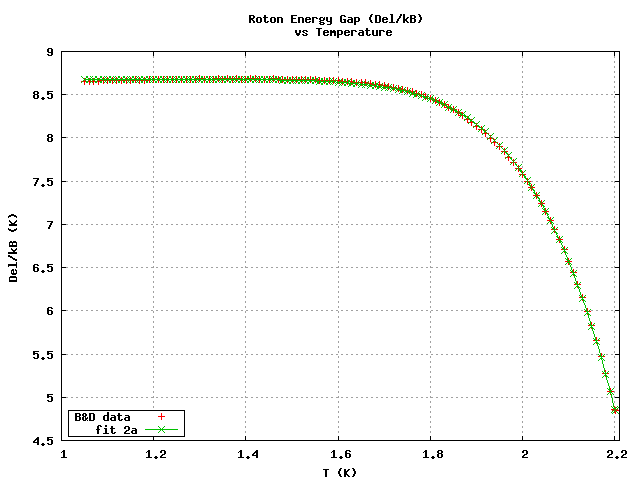 Roton Energy Gap (Del/kB)
vs Temperature
9
8.5
8
7.5
7
6.5
6
5.5
5
4.5
Del/kB (K)
B&D data
fit 2a
1
1.2
1.4
1.6
1.8
2
2.2
T (K)